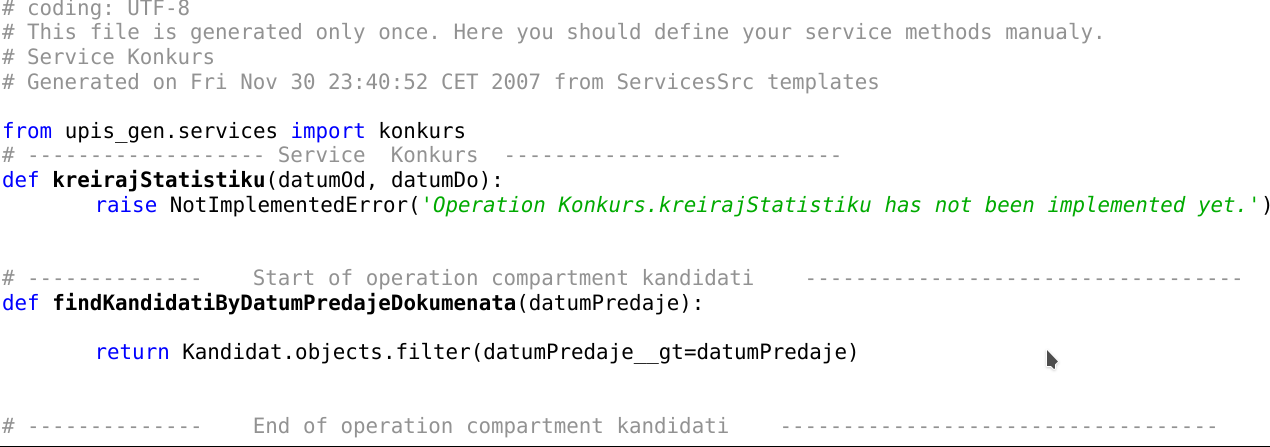 # coding: UTF-8
# This file is generated only once. Here you should define your service methods manualy.
# Service Konkurs
# Generated on Fri Nov 30 23:40:52 CET 2007 from ServicesSrc templates
from upis_gen.services import konkurs
# ------------------- Service  Konkurs  ---------------------------
def kreirajStatistiku(datumOd, datumDo):
raise NotImplementedError('Operation Konkurs.kreirajStatistiku has not been implemented yet.')
# --------------    Start of operation compartment kandidati    -----------------------------------
def findKandidatiByDatumPredajeDokumenata(datumPredaje):
return Kandidat.objects.filter(datumPredaje__gt=datumPredaje)
# --------------    End of operation compartment kandidati    -----------------------------------